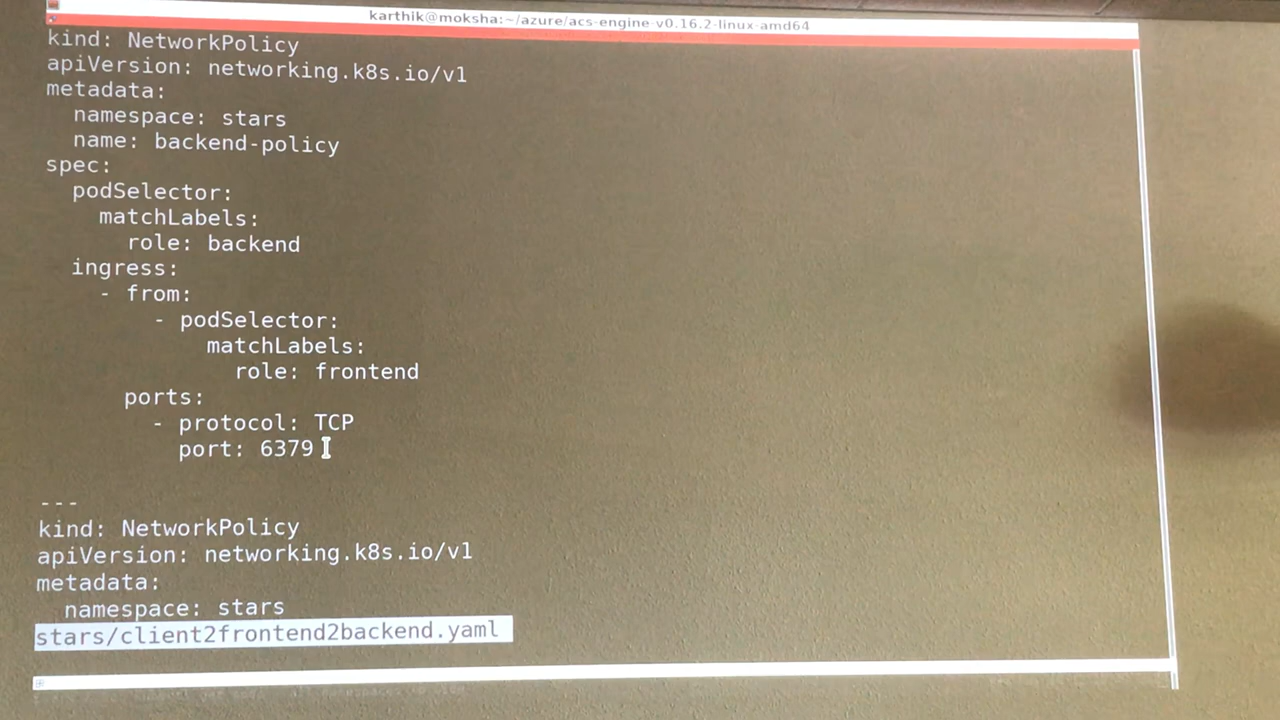 karthik@moksha:~/azure/acs-engine-v0.16.2-linux-amd64
kind: NetworkPolicy
apiVersion: networking.k8s.io/v1
metadata:
  namespace: stars
  name: backend-policy
spec:
  podSelector:
    matchLabels:
      role: backend
  ingress:
    - from:
        - podSelector:
            matchLabels:
              role: frontend
      ports:
        - protocol: TCP
          port: 6379
---
kind: NetworkPolicy
apiVersion: networking.k8s.io/v1
metadata:
  namespace: stars
stars/client2frontend2backend.yaml